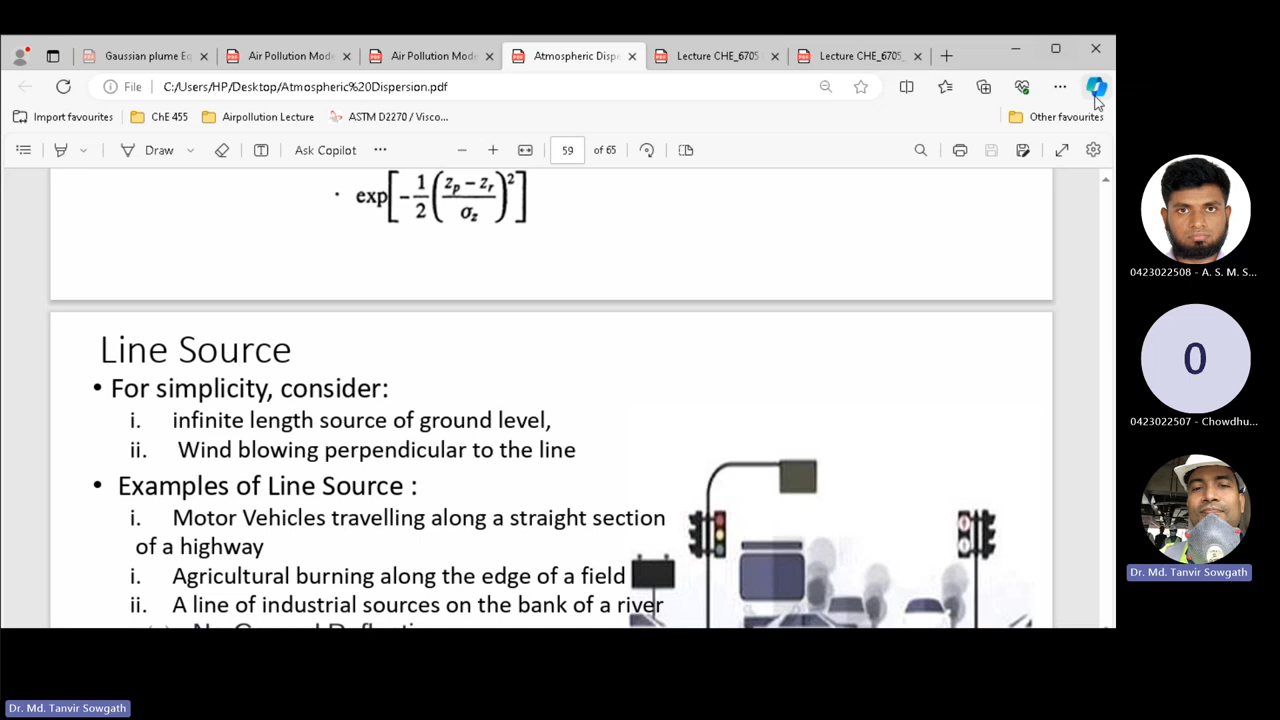 Gaussian plume Eq
Air Pollution Mode
Air Pollution Mode
Atmospheric Disp
Lecture CHE_6705
Lecture CHE_6705_
File
C:/Users/HP/Desktop/Atmospheric%20Dispersion.pdf
Import favourites
ChE 455
Airpollution Lecture
ASTM D2270 / Visco...
Other favourites
Draw
Ask Copilot
59 of 65
· exp[-1/2((z_p - z_r)/σ_z)^2]
Line Source
• For simplicity, consider:
i. infinite length source of ground level,
ii. Wind blowing perpendicular to the line
• Examples of Line Source :
i. Motor Vehicles travelling along a straight section
of a highway
i. Agricultural burning along the edge of a field
ii. A line of industrial sources on the bank of a river
0423022508 - A. S. M. S...
0
0423022507 - Chowdhu...
Dr. Md. Tanvir Sowgath
Dr. Md. Tanvir Sowgath